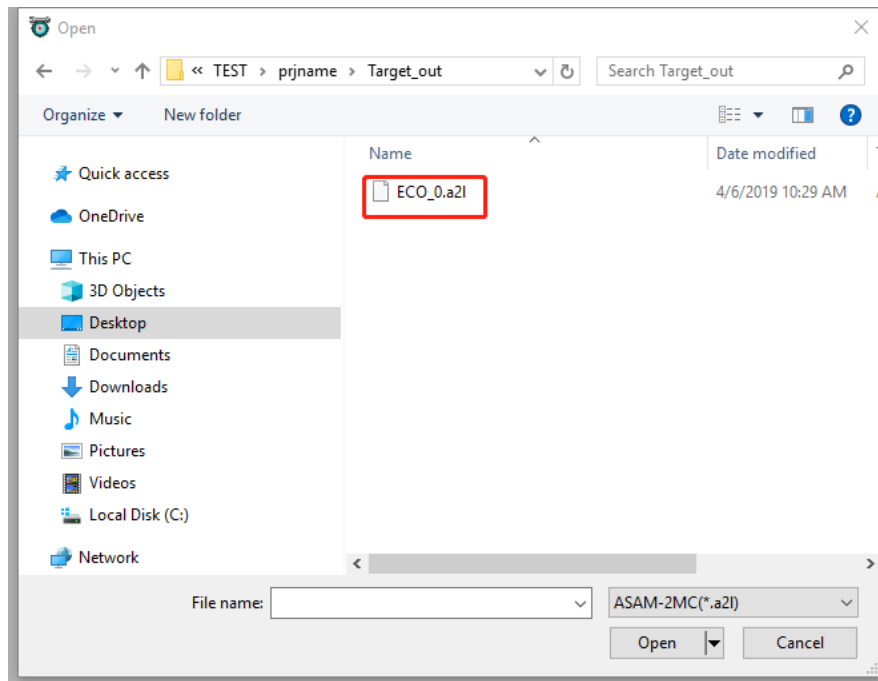 Open
« TEST > prjname > Target_out
Search Target_out
Organize
New folder
Name
Date modified
Quick access
ECO_0.a2l
4/6/2019 10:29 AM
OneDrive
This PC
3D Objects
Desktop
Documents
Downloads
Music
Pictures
Videos
Local Disk (C:)
Network
File name:
ASAM-2MC(*.a2l)
Open
Cancel